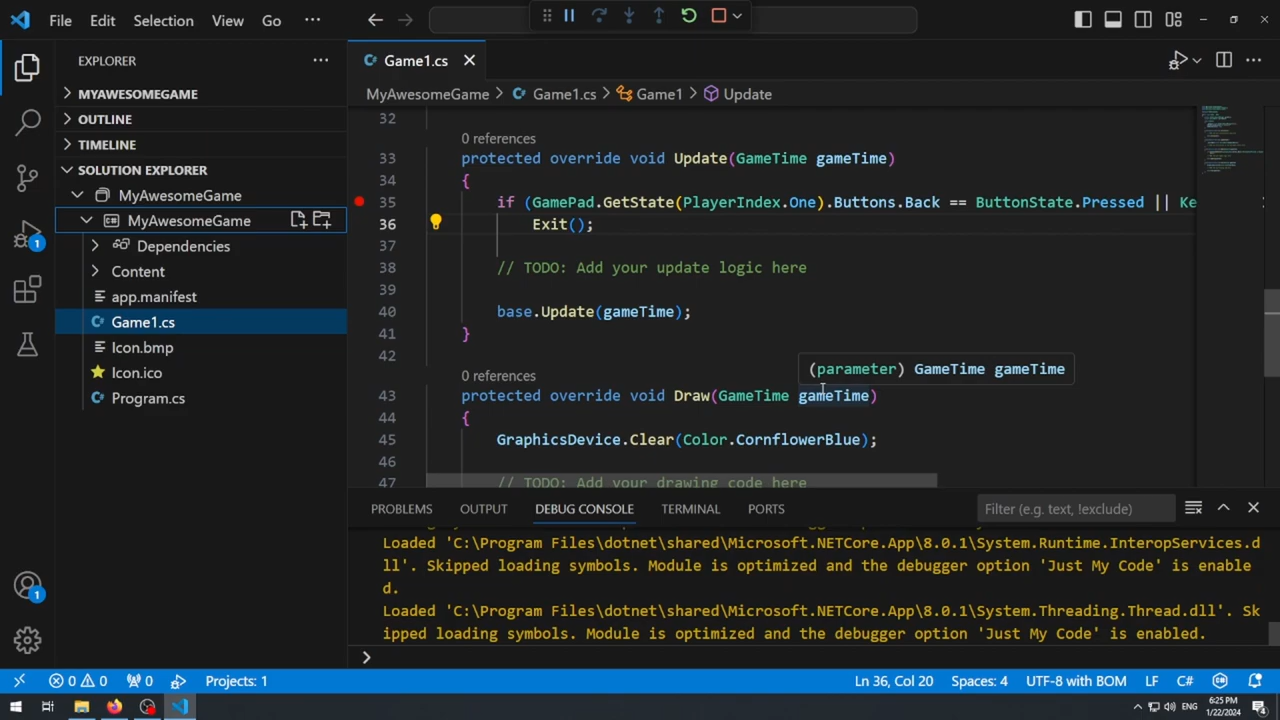 File Edit Selection View Go ···
EXPLORER ···
MYAWESOMEGAME
OUTLINE
TIMELINE
SOLUTION EXPLORER
MyAwesomeGame
MyAwesomeGame
Dependencies
Content
app.manifest
Game1.cs
Icon.bmp
Icon.ico
Program.cs
1
1
Game1.cs
MyAwesomeGame > Game1.cs > Game1 > Update
32
0 references
33 protected override void Update(GameTime gameTime)
34 {
35 if (GamePad.GetState(PlayerIndex.One).Buttons.Back == ButtonState.Pressed || Ke
36 Exit();
37
38 // TODO: Add your update logic here
39
40 base.Update(gameTime);
41 }
42
(parameter) GameTime gameTime
0 references
43 protected override void Draw(GameTime gameTime)
44 {
45 GraphicsDevice.Clear(Color.CornflowerBlue);
46
47 // TODO: Add your drawing code here
PROBLEMS OUTPUT DEBUG CONSOLE TERMINAL PORTS Filter (e.g. text, !exclude)
Loaded 'C:\Program Files\dotnet\shared\Microsoft.NETCore.App\8.0.1\System.Runtime.InteropServices.d
ll'. Skipped loading symbols. Module is optimized and the debugger option 'Just My Code' is enable
d.
Loaded 'C:\Program Files\dotnet\shared\Microsoft.NETCore.App\8.0.1\System.Threading.Thread.dll'. Sk
ipped loading symbols. Module is optimized and the debugger option 'Just My Code' is enabled.
>
0 0 0 Projects: 1 Ln 36, Col 20 Spaces: 4 UTF-8 with BOM LF C#
ENG 6:25 PM
1/22/2024 4